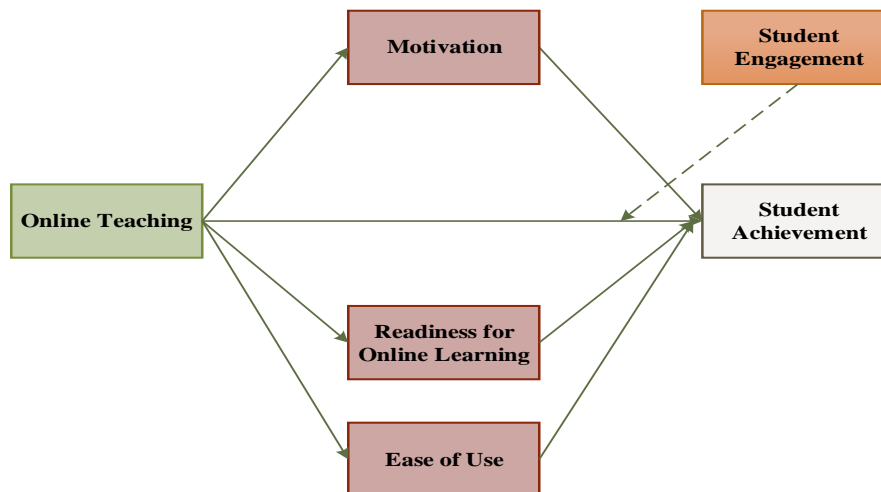 Motivation
Student
Engagement
Online Teaching
Student
Achievement
Readiness for
Online Learning
Ease of Use